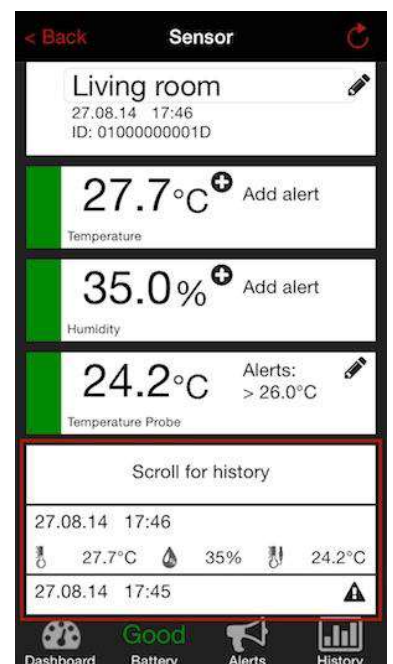 < Back Sensor
Living room
27.08.14 17:46
ID: 01000000001D
27.7°C Add alert
Temperature
35.0% Add alert
Humidity
24.2°C Alerts:
> 26.0°C
Temperature Probe
Scroll for history
27.08.14 17:46
27.7°C 35% 24.2°C
27.08.14 17:45
Good
Dashboard Battery Alerts History